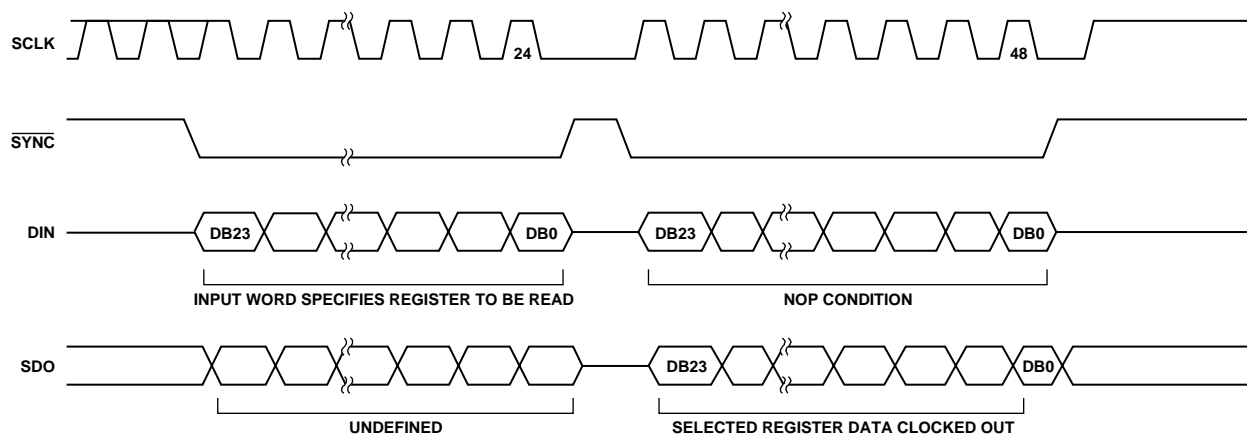 SCLK
24
48
SYNC
DIN
DB23
DB0
DB23
DB0
INPUT WORD SPECIFIES REGISTER TO BE READ
NOP CONDITION
SDO
DB23
DB0
UNDEFINED
SELECTED REGISTER DATA CLOCKED OUT